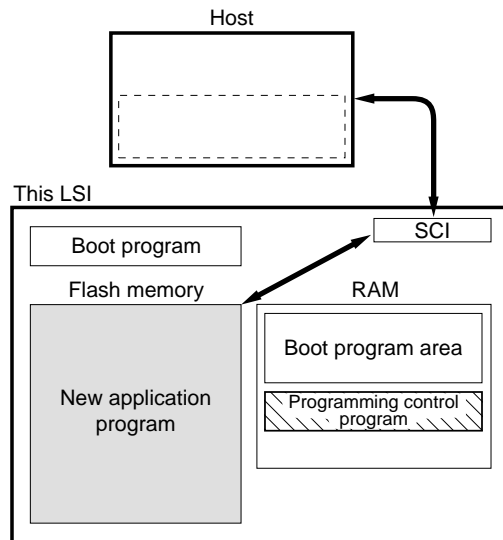 Host
This LSI
SCI
Boot program
Flash memory
RAM
Boot program area
New application
program
Programming control
program